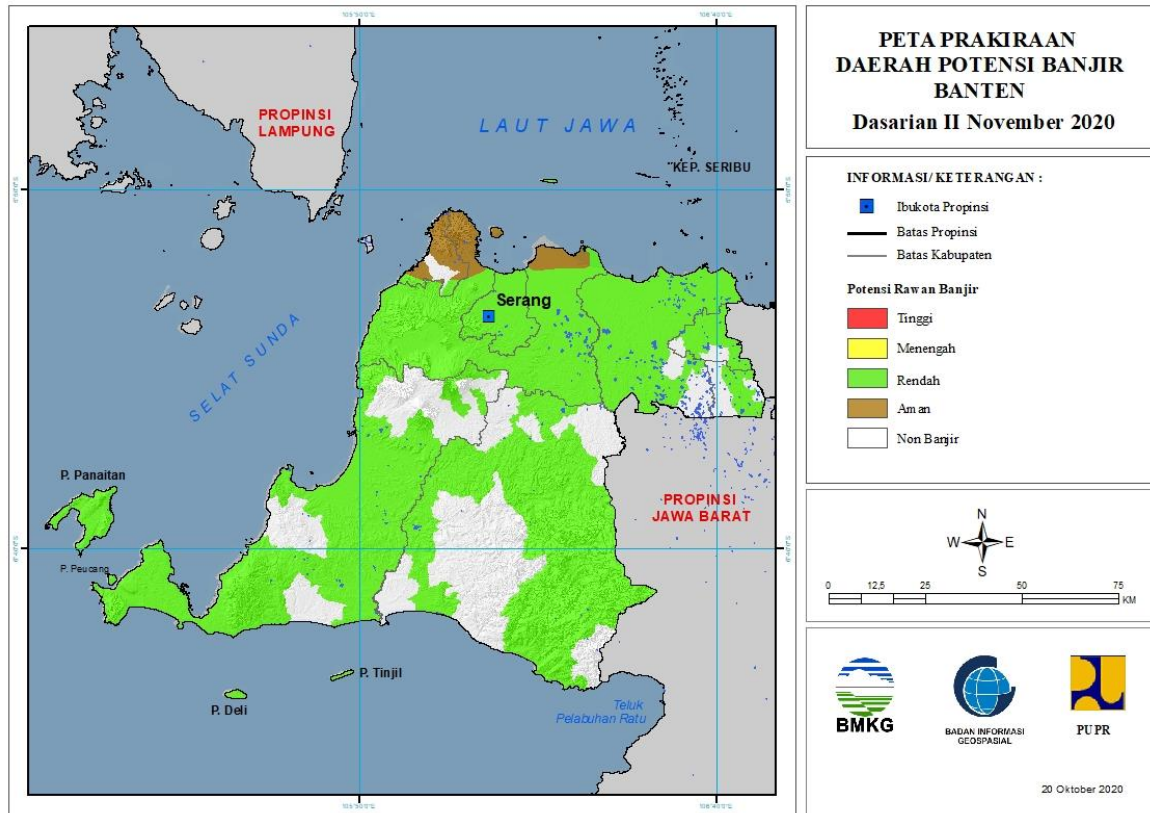 PROPINSI
LAMPUNG
LAUT JAWA
KEP. SERIBU
Serang
SELAT SUNDA
P. Panaitan
P. Peucang
PROPINSI
JAWA BARAT
P. Tinjil
P. Deli
Teluk
Pelabuhan Ratu
PETA PRAKIRAAN
DAERAH POTENSI BANJIR
BANTEN
Dasarian II November 2020
INFORMASI/ KETERANGAN :
Ibukota Propinsi
Batas Propinsi
Batas Kabupaten
Potensi Rawan Banjir
Tinggi
Menengah
Rendah
Aman
Non Banjir
N
W E
S
0 12,5 25 50 75
KM
BMKG
BADAN INFORMASI
GEOSPASIAL
PUPR
20 Oktober 2020